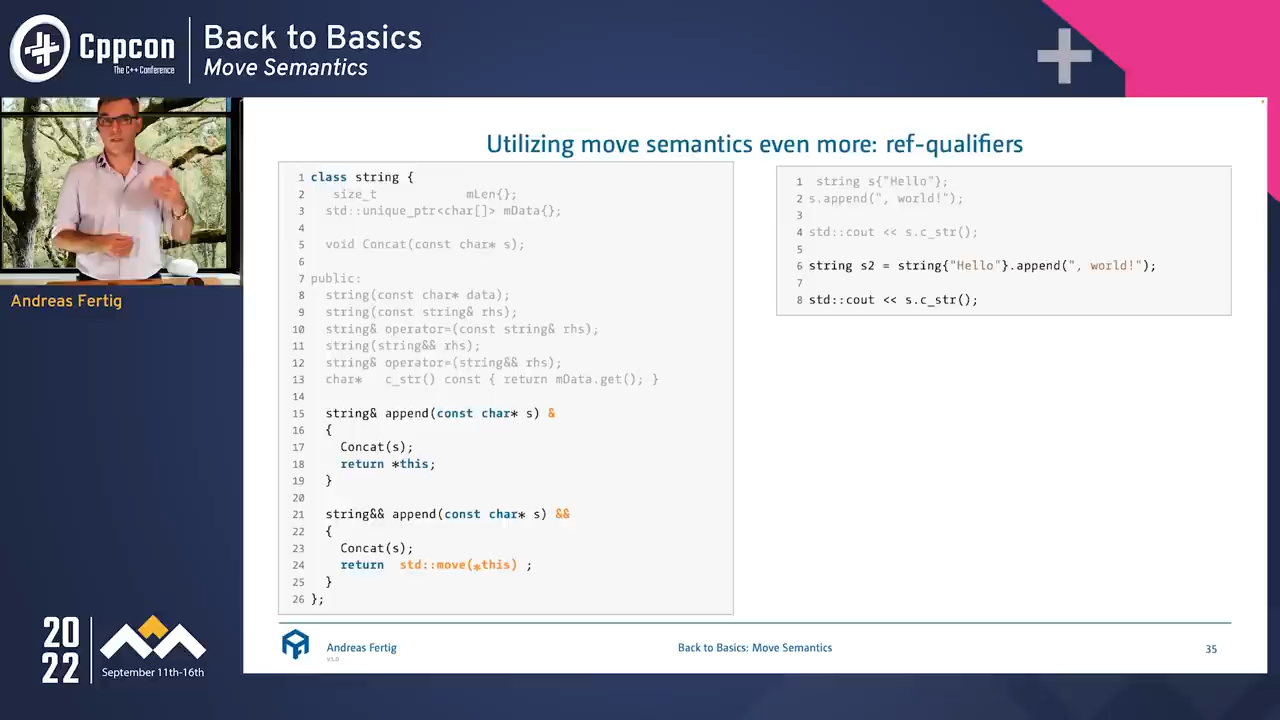 Cppcon
The C++ Conference
Back to Basics
Move Semantics
Andreas Fertig
Utilizing move semantics even more: ref-qualifiers
1 class string {
2 size_t mLen{};
3 std::unique_ptr<char[]> mData{};
4
5 void Concat(const char* s);
6
7 public:
8 string(const char* data);
9 string(const string& rhs);
10 string& operator=(const string& rhs);
11 string(string&& rhs);
12 string& operator=(string&& rhs);
13 char* c_str() const { return mData.get(); }
14
15 string& append(const char* s) &
16 {
17 Concat(s);
18 return *this;
19 }
20
21 string&& append(const char* s) &&
22 {
23 Concat(s);
24 return std::move(*this) ;
25 }
26 };
1 string s{"Hello"};
2 s.append(", world!");
3
4 std::cout << s.c_str();
5
6 string s2 = string{"Hello"}.append(", world!");
7
8 std::cout << s.c_str();
Andreas Fertig
V1.0
Back to Basics: Move Semantics
35
20
22
September 11th-16th